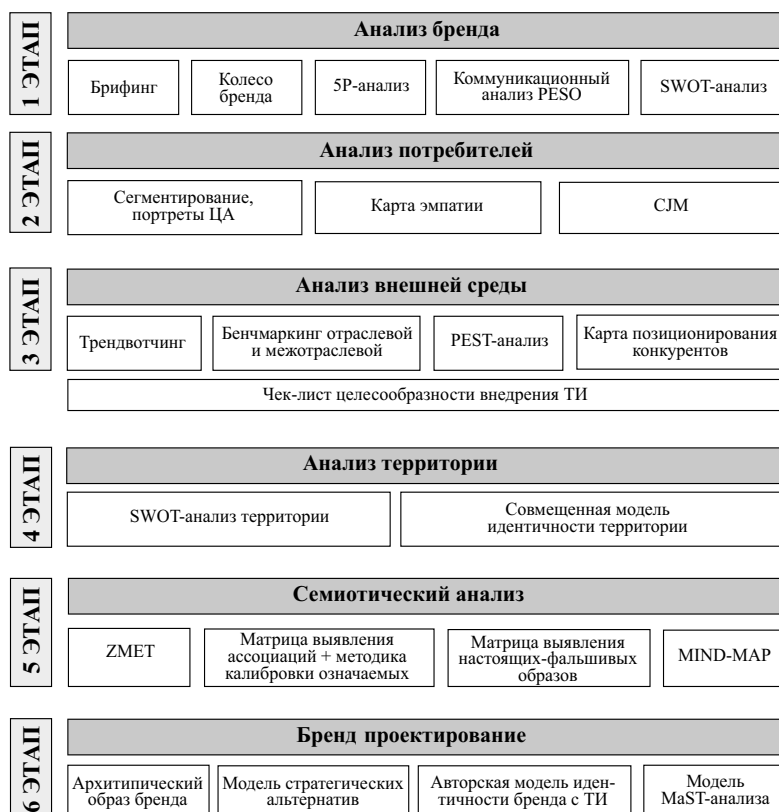 1 ЭТАП
Анализ бренда
Брифинг
Колесо
бренда
5P-анализ
Коммуникационный
анализ PESO
SWOT-анализ
2 ЭТАП
Анализ потребителей
Сегментирование,
портреты ЦА
Карта эмпатии
CJM
3 ЭТАП
Анализ внешней среды
Трендвотчинг
Бенчмаркинг отраслевой
и межотраслевой
PEST-анализ
Карта позиционирования
конкурентов
Чек-лист целесообразности внедрения ТИ
4 ЭТАП
Анализ территории
SWOT-анализ территории
Совмещенная модель
идентичности территории
5 ЭТАП
Семиотический анализ
ZMET
Матрица выявления
ассоциаций + методика
калибровки означаемых
Матрица выявления
настоящих-фальшивых
образов
MIND-MAP
6 ЭТАП
Бренд проектирование
Архитипический
образ бренда
Модель стратегических
альтернатив
Авторская модель иден-
тичности бренда с ТИ
Модель
MaST-анализа